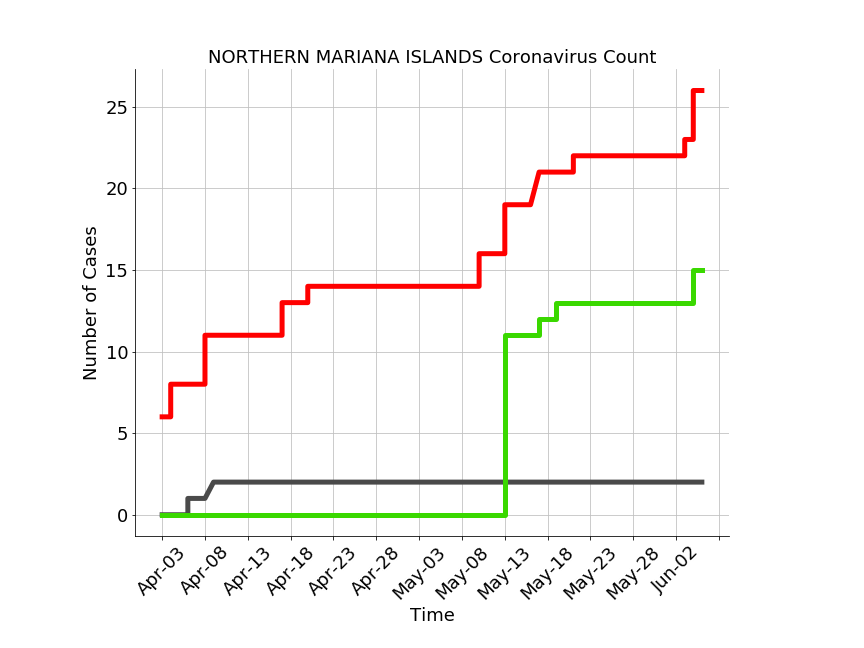 NORTHERN MARIANA ISLANDS Coronavirus Count
Number of Cases
25
20
15
10
5
0
Apr-03
Apr-08
Apr-13
Apr-18
Apr-23
Apr-28
May-03
May-08
May-13
May-18
May-23
May-28
Jun-02
Time